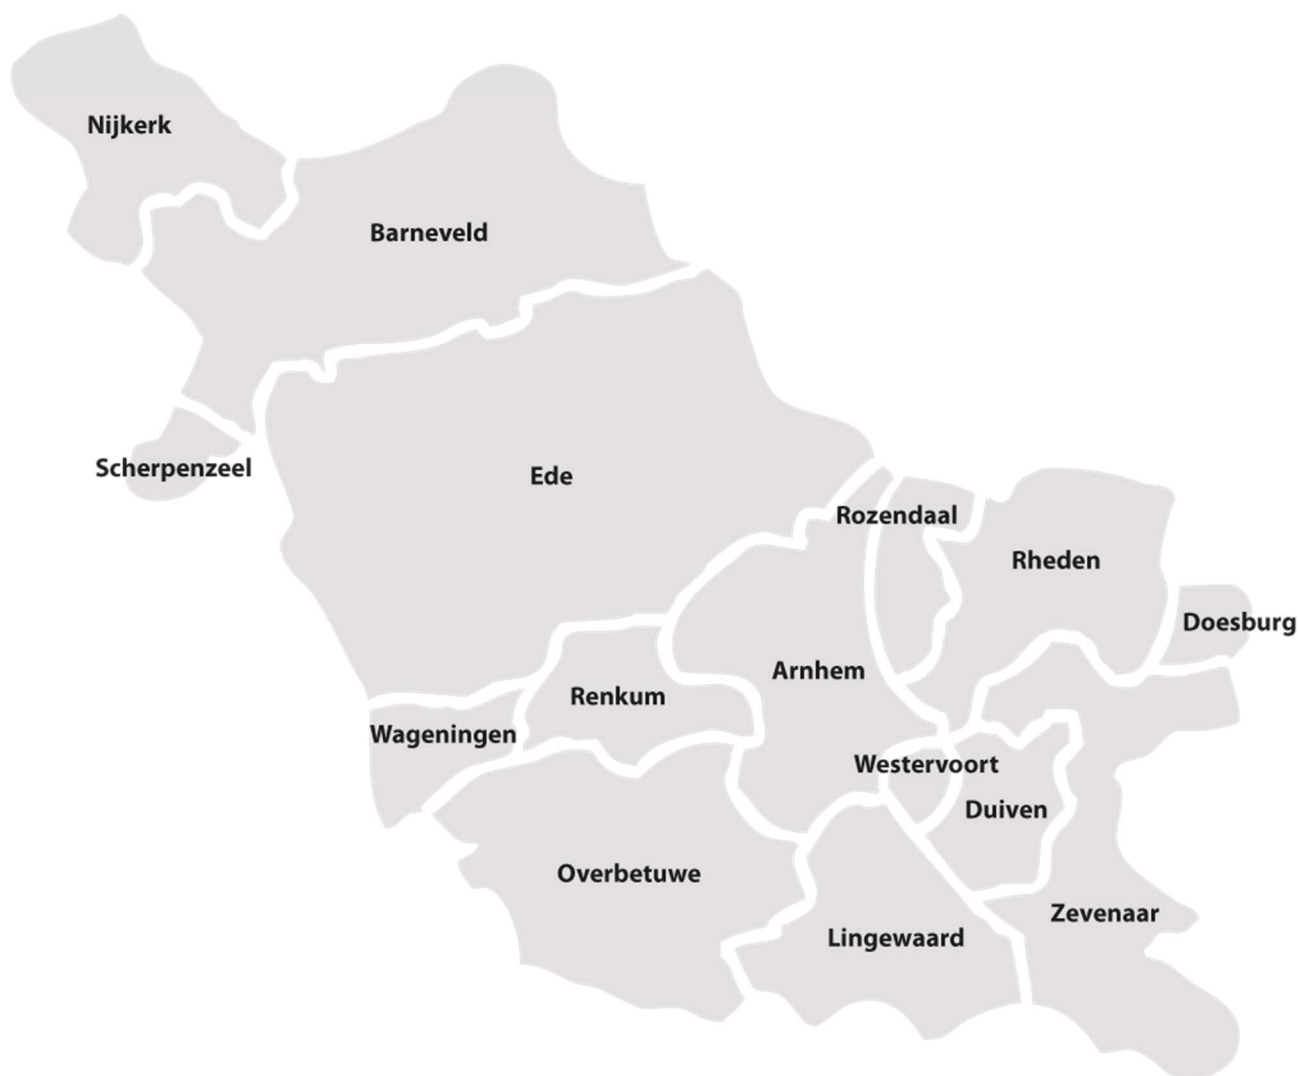 Nijkerk
Barneveld
Scherpenzeel
Ede
Rozendaal
Rheden
Doesburg
Arnhem
Renkum
Wageningen
Westervoort
Duiven
Overbetuwe
Zevenaar
Lingewaard